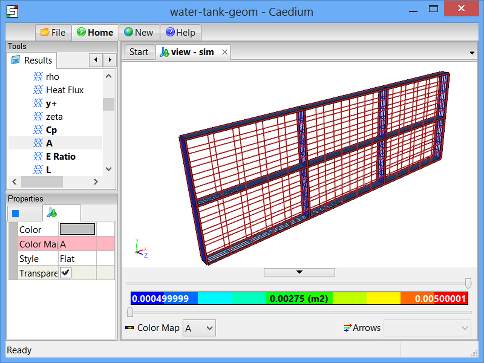 water-tank-geom - Caedium
File Home New Help
Tools
Results
rho
Heat Flux
y+
zeta
Cp
A
E Ratio
L
Properties
Color
Color Ma A
Style Flat
Transpare
Start view - sim
Y
X
Z
0.000499999 0.00275 (m2) 0.00500001
Color Map A Arrows
Ready